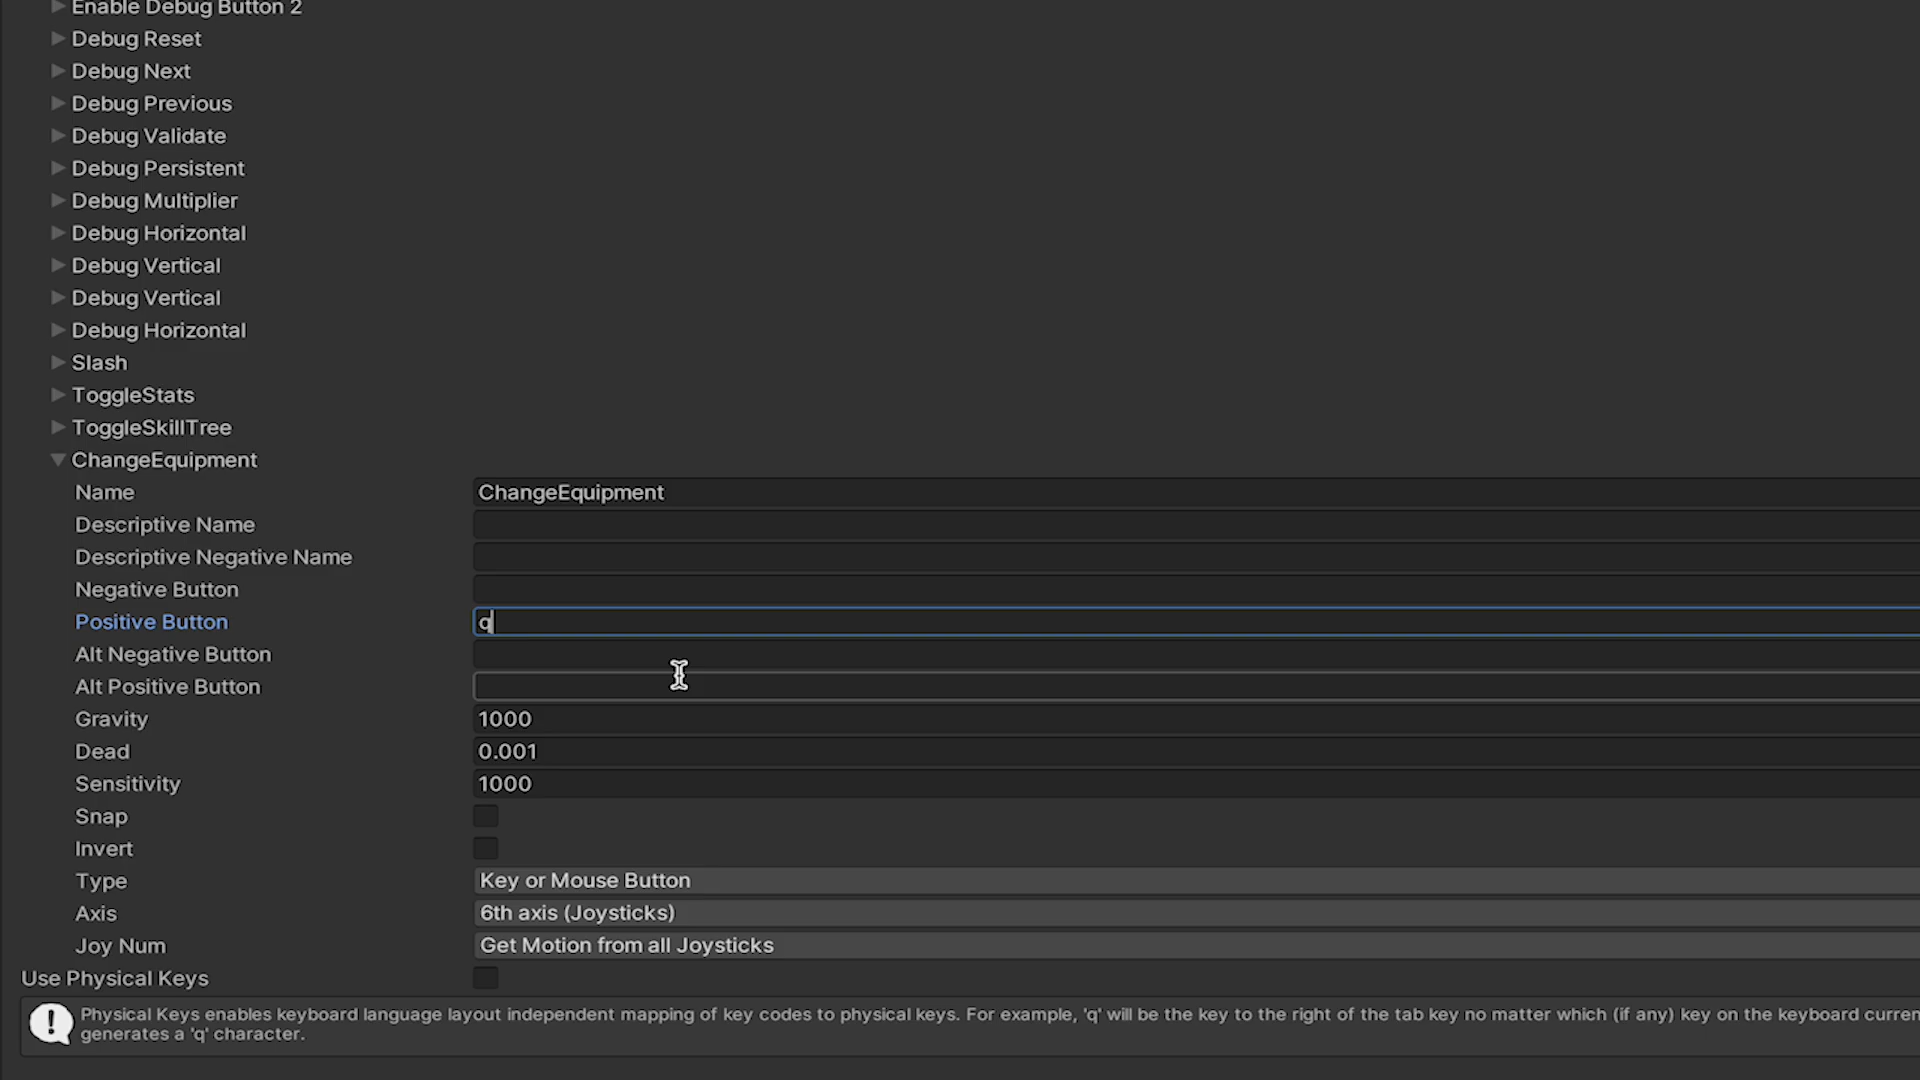 Enable Debug Button 2
Debug Reset
Debug Next
Debug Previous
Debug Validate
Debug Persistent
Debug Multiplier
Debug Horizontal
Debug Vertical
Debug Vertical
Debug Horizontal
Slash
ToggleStats
ToggleSkillTree
ChangeEquipment
Name ChangeEquipment
Descriptive Name
Descriptive Negative Name
Negative Button
Positive Button q
Alt Negative Button
Alt Positive Button
Gravity 1000
Dead 0.001
Sensitivity 1000
Snap
Invert
Type Key or Mouse Button
Axis 6th axis (Joysticks)
Joy Num Get Motion from all Joysticks
Use Physical Keys
Physical Keys enables keyboard language layout independent mapping of key codes to physical keys. For example, 'q' will be the key to the right of the tab key no matter which (if any) key on the keyboard curren
generates a 'q' character.